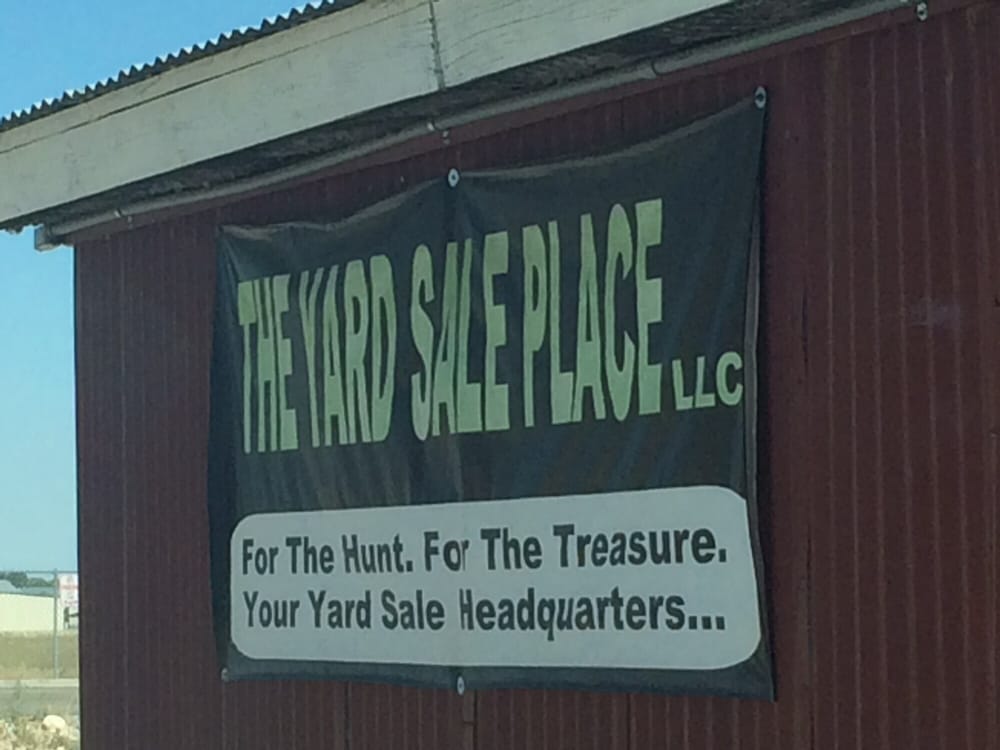 THE YARD SALE PLACE LLC
For The Hunt. For The Treasure.
Your Yard Sale Headquarters...